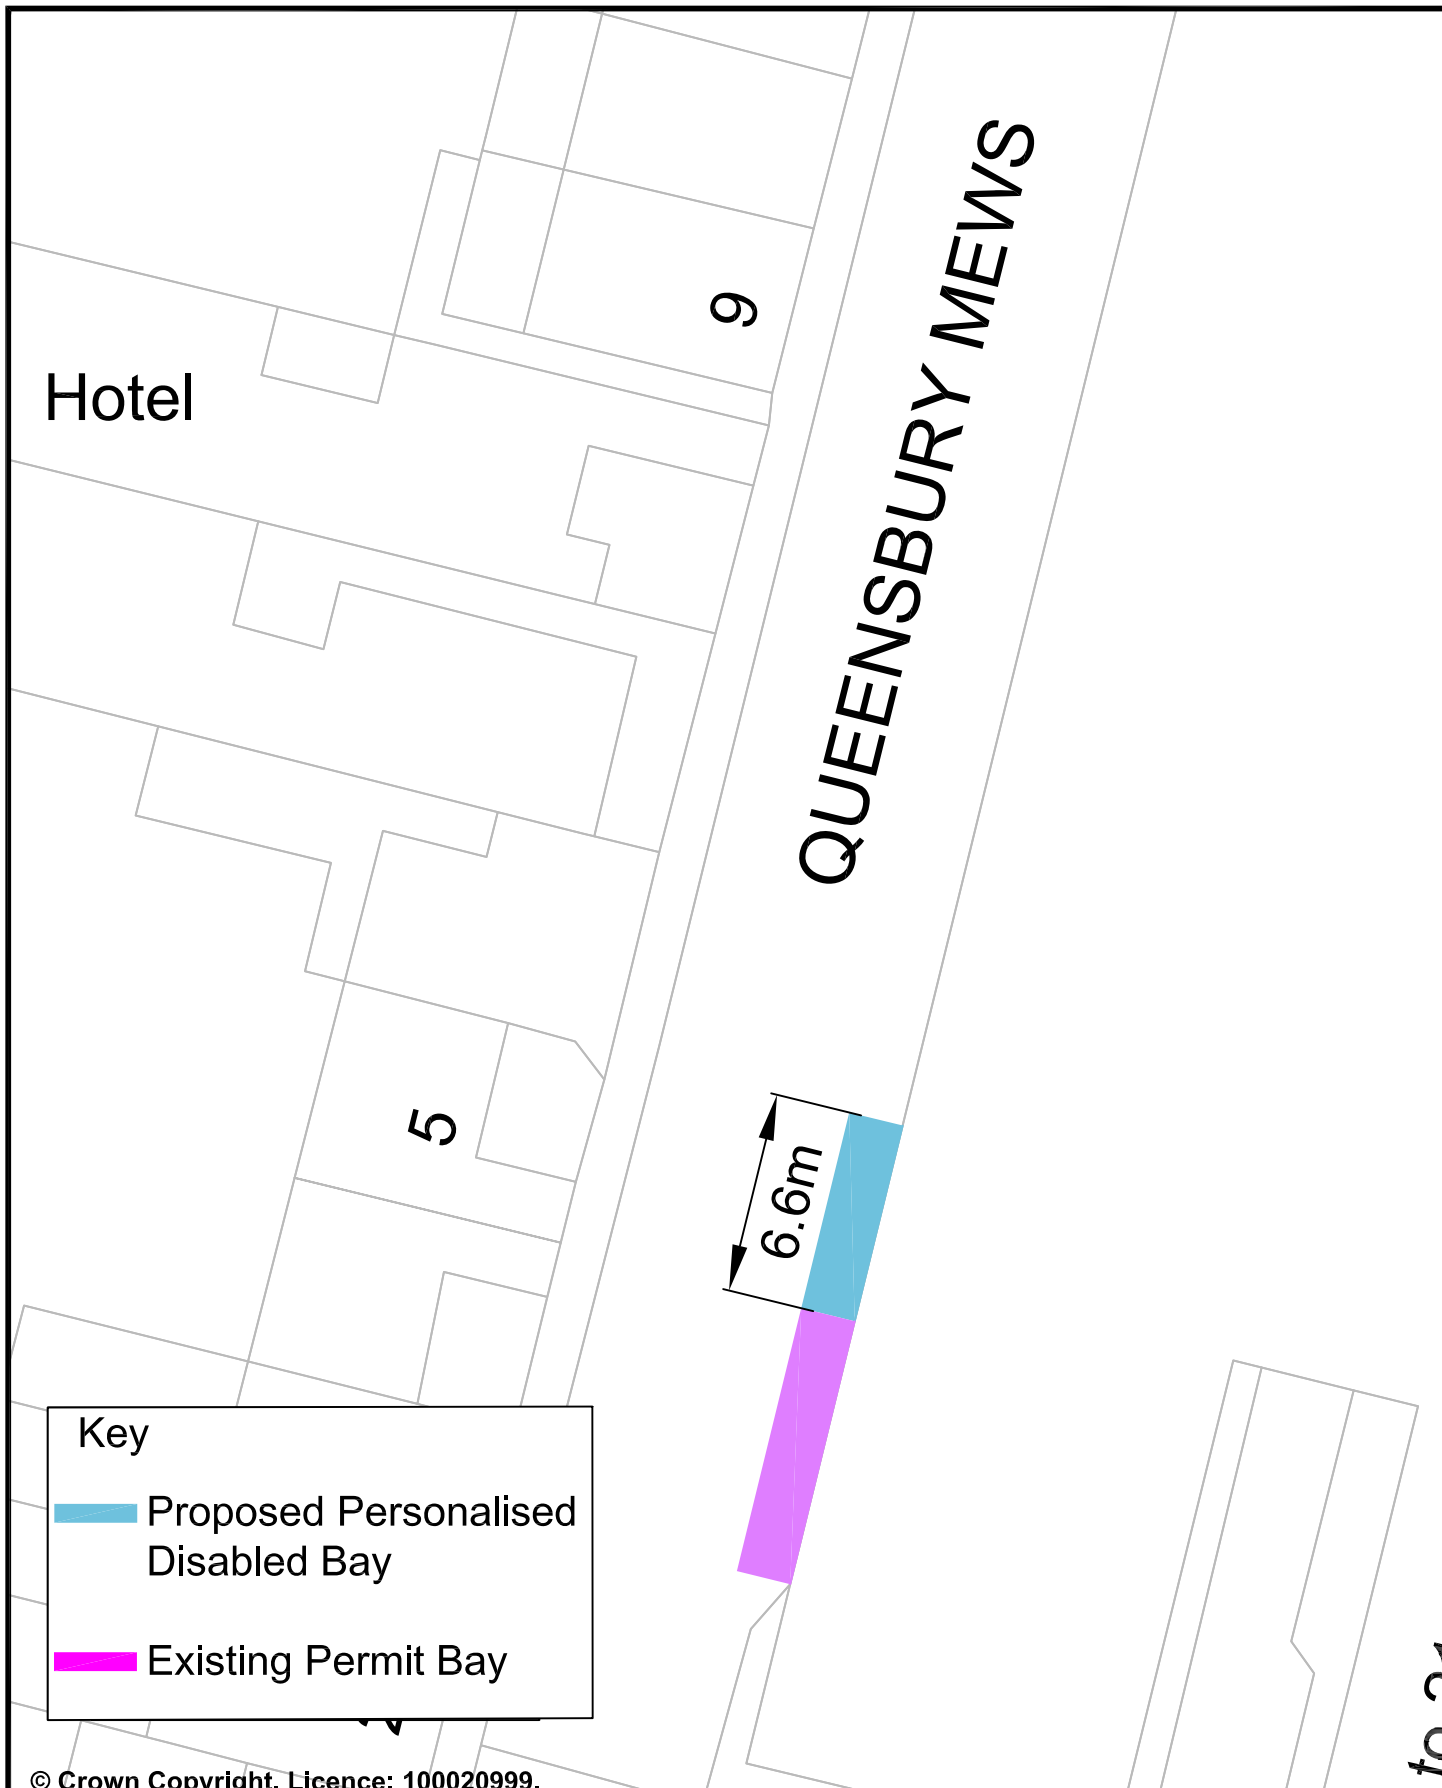 QUEENSBURY MEWS
9
Hotel
5
6.6m
Key
Proposed Personalised
Disabled Bay
Existing Permit Bay
to
© Crown Copyright. Licence: 100020999.